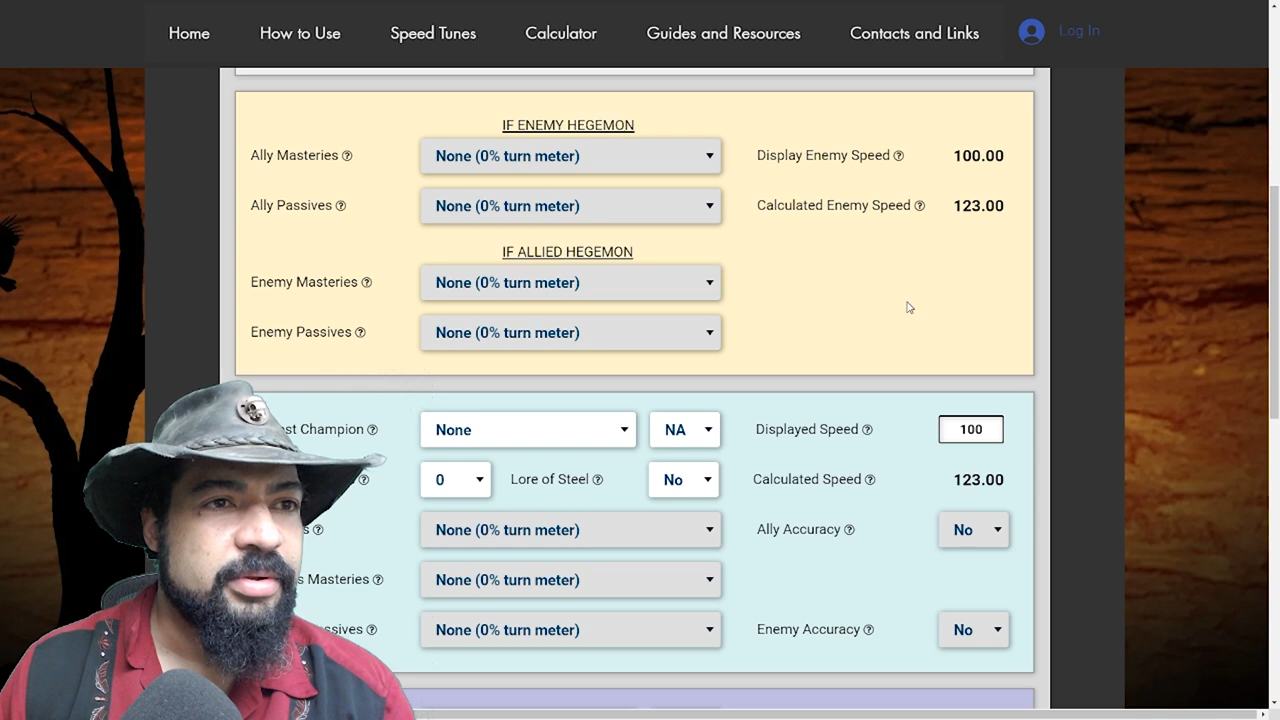 Home How to Use Speed Tunes Calculator Guides and Resources Contacts and Links Log In
IF ENEMY HEGEMON
Ally Masteries None (0% turn meter) Display Enemy Speed 100.00
Ally Passives None (0% turn meter) Calculated Enemy Speed 123.00
IF ALLIED HEGEMON
Enemy Masteries None (0% turn meter)
Enemy Passives None (0% turn meter)
Champion None NA Displayed Speed 100
0 Lore of Steel No Calculated Speed 123.00
None (0% turn meter) Ally Accuracy No
Masteries None (0% turn meter)
None (0% turn meter) Enemy Accuracy No